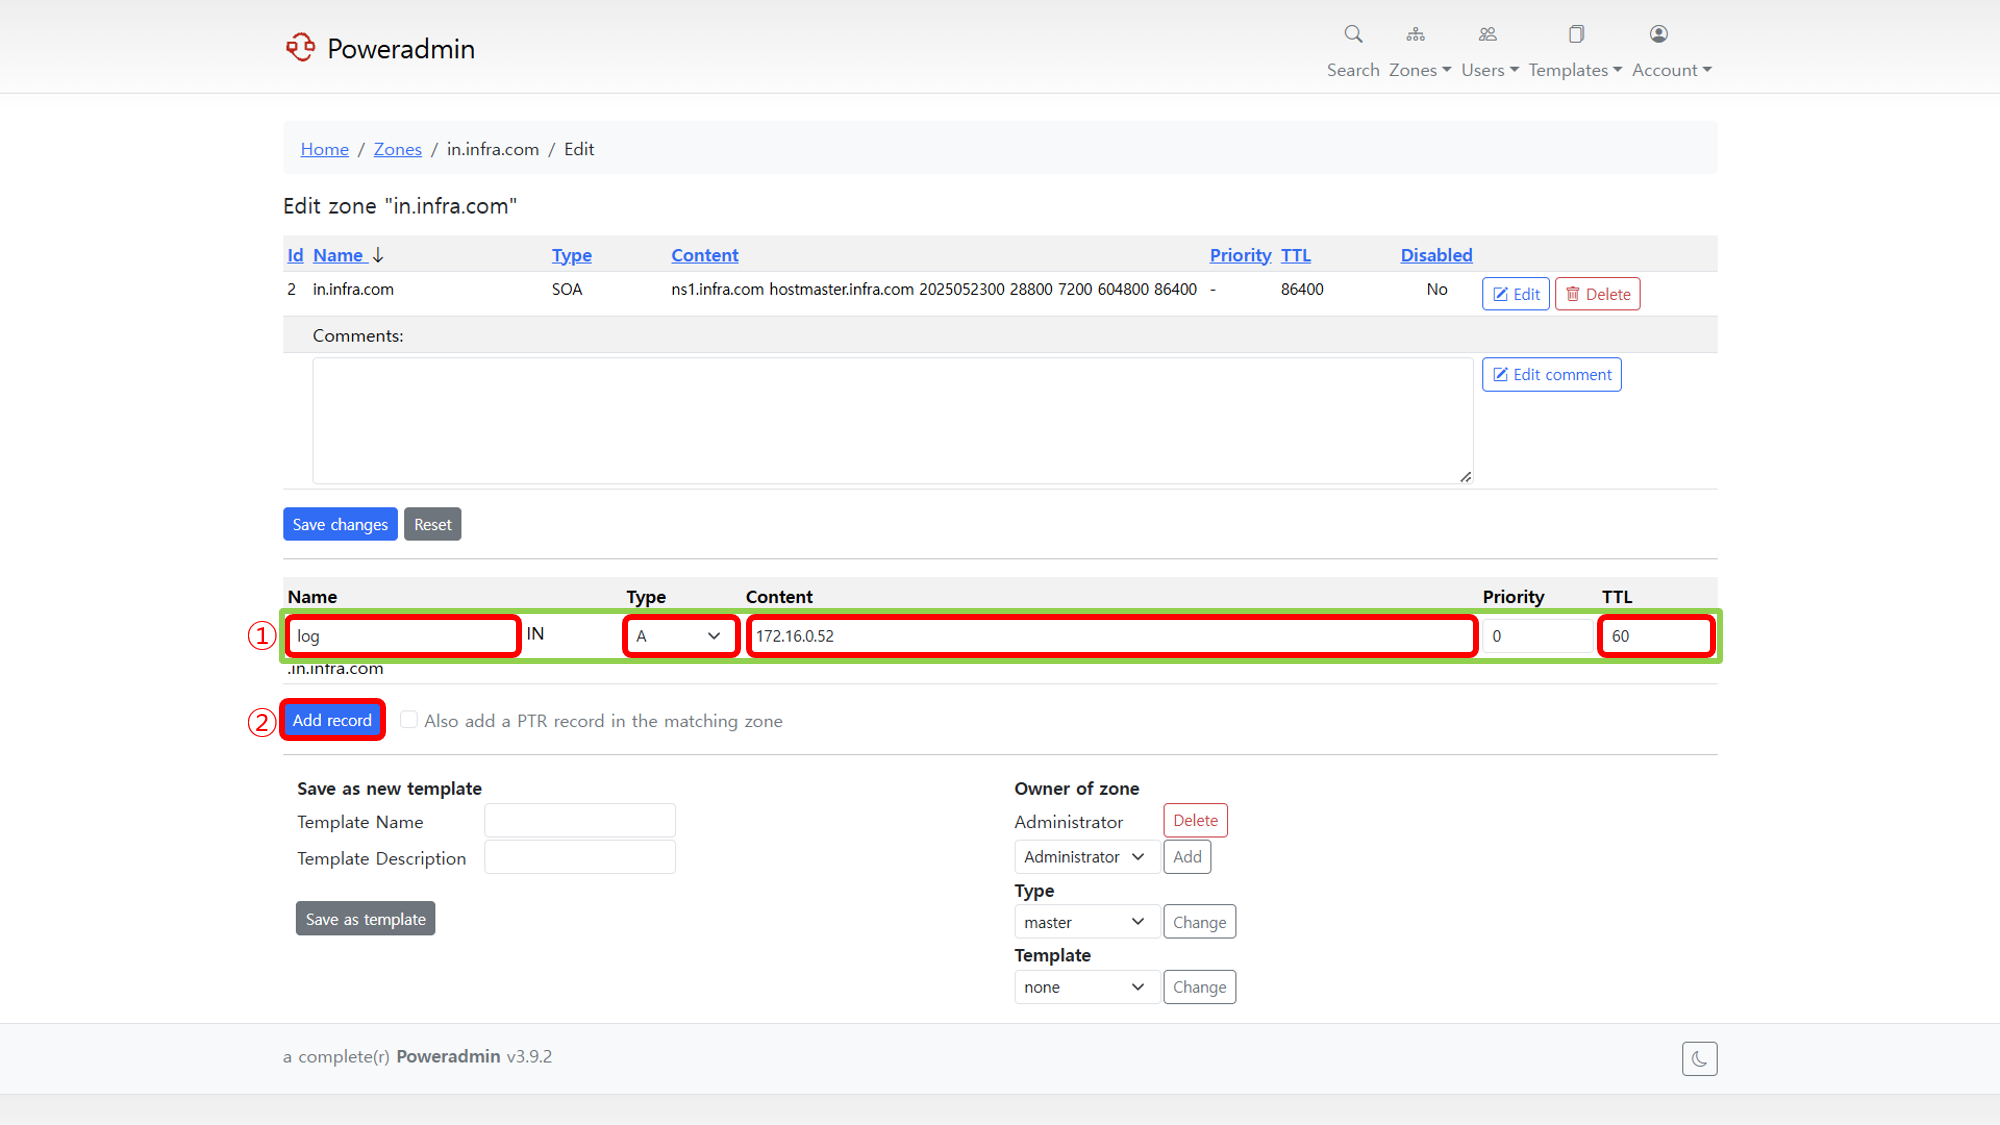 Poweradmin
Search Zones Users Templates Account
Home / Zones / in.infra.com / Edit
Edit zone "in.infra.com"
Id Name ↓ Type Content Priority TTL Disabled
2 in.infra.com SOA ns1.infra.com hostmaster.infra.com 2025052300 28800 7200 604800 86400 - 86400 No Edit Delete
Comments:
Edit comment
Save changes Reset
Name Type Content Priority TTL
① log IN A 172.16.0.52 0 60
.in.infra.com
② Add record Also add a PTR record in the matching zone
Save as new template
Template Name
Template Description
Save as template
Owner of zone
Administrator Delete
Administrator Add
Type
master Change
Template
none Change
a complete(r) Poweradmin v3.9.2